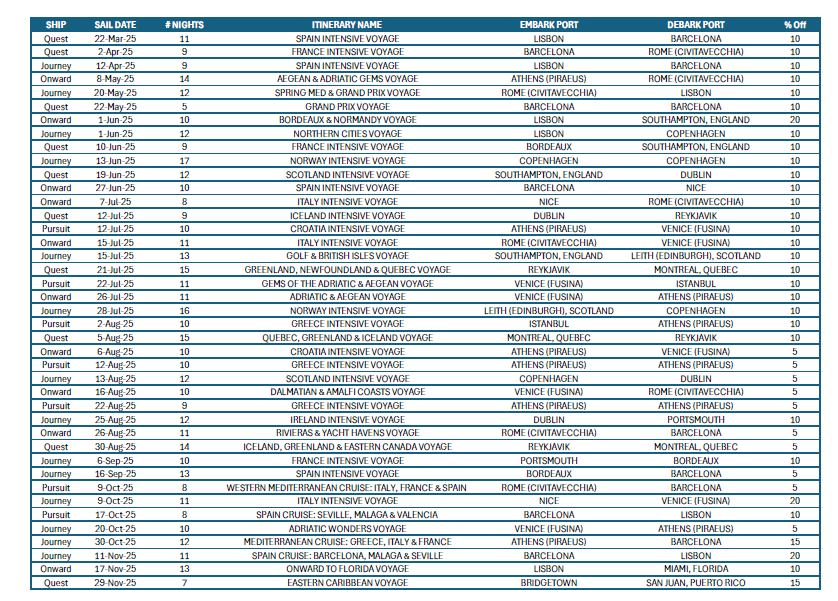 SHIP SAIL DATE # NIGHTS ITINERARY NAME EMBARK PORT DEBARK PORT % Off
Quest 22-Mar-25 11 SPAIN INTENSIVE VOYAGE LISBON BARCELONA 10
Quest 2-Apr-25 9 FRANCE INTENSIVE VOYAGE BARCELONA ROME (CIVITAVECCHIA) 10
Journey 12-Apr-25 9 SPAIN INTENSIVE VOYAGE LISBON BARCELONA 10
Onward 8-May-25 14 AEGEAN & ADRIATIC GEMS VOYAGE ATHENS (PIRAEUS) ROME (CIVITAVECCHIA) 10
Journey 20-May-25 12 SPRING MED & GRAND PRIX VOYAGE ROME (CIVITAVECCHIA) LISBON 10
Quest 22-May-25 5 GRAND PRIX VOYAGE BARCELONA BARCELONA 10
Onward 1-Jun-25 10 BORDEAUX & NORMANDY VOYAGE LISBON SOUTHAMPTON, ENGLAND 20
Journey 1-Jun-25 12 NORTHERN CITIES VOYAGE LISBON COPENHAGEN 10
Quest 10-Jun-25 9 FRANCE INTENSIVE VOYAGE BORDEAUX SOUTHAMPTON, ENGLAND 10
Journey 13-Jun-25 17 NORWAY INTENSIVE VOYAGE COPENHAGEN COPENHAGEN 10
Quest 19-Jun-25 12 SCOTLAND INTENSIVE VOYAGE SOUTHAMPTON, ENGLAND DUBLIN 10
Onward 27-Jun-25 10 SPAIN INTENSIVE VOYAGE BARCELONA NICE 10
Onward 7-Jul-25 8 ITALY INTENSIVE VOYAGE NICE ROME (CIVITAVECCHIA) 10
Quest 12-Jul-25 9 ICELAND INTENSIVE VOYAGE DUBLIN REYKJAVIK 10
Pursuit 12-Jul-25 10 CROATIA INTENSIVE VOYAGE ATHENS (PIRAEUS) VENICE (FUSINA) 10
Onward 15-Jul-25 11 ITALY INTENSIVE VOYAGE ROME (CIVITAVECCHIA) VENICE (FUSINA) 10
Journey 15-Jul-25 13 GOLF & BRITISH ISLES VOYAGE SOUTHAMPTON, ENGLAND LEITH (EDINBURGH), SCOTLAND 10
Quest 21-Jul-25 15 GREENLAND, NEWFOUNDLAND & QUEBEC VOYAGE REYKJAVIK MONTREAL, QUEBEC 10
Pursuit 22-Jul-25 11 GEMS OF THE ADRIATIC & AEGEAN VOYAGE VENICE (FUSINA) ISTANBUL 10
Onward 26-Jul-25 11 ADRIATIC & AEGEAN VOYAGE VENICE (FUSINA) ATHENS (PIRAEUS) 10
Journey 28-Jul-25 16 NORWAY INTENSIVE VOYAGE LEITH (EDINBURGH), SCOTLAND COPENHAGEN 10
Pursuit 2-Aug-25 10 GREECE INTENSIVE VOYAGE ISTANBUL ATHENS (PIRAEUS) 10
Quest 5-Aug-25 15 QUEBEC, GREENLAND & ICELAND VOYAGE MONTREAL, QUEBEC REYKJAVIK 10
Onward 6-Aug-25 10 CROATIA INTENSIVE VOYAGE ATHENS (PIRAEUS) VENICE (FUSINA) 5
Pursuit 12-Aug-25 10 GREECE INTENSIVE VOYAGE ATHENS (PIRAEUS) ATHENS (PIRAEUS) 5
Journey 13-Aug-25 12 SCOTLAND INTENSIVE VOYAGE COPENHAGEN DUBLIN 5
Onward 16-Aug-25 10 DALMATIAN & AMALFI COASTS VOYAGE VENICE (FUSINA) ROME (CIVITAVECCHIA) 5
Pursuit 22-Aug-25 9 GREECE INTENSIVE VOYAGE ATHENS (PIRAEUS) ATHENS (PIRAEUS) 5
Journey 25-Aug-25 12 IRELAND INTENSIVE VOYAGE DUBLIN PORTSMOUTH 10
Onward 26-Aug-25 11 RIVIERAS & YACHT HAVENS VOYAGE ROME (CIVITAVECCHIA) BARCELONA 5
Quest 30-Aug-25 14 ICELAND, GREENLAND & EASTERN CANADA VOYAGE REYKJAVIK MONTREAL, QUEBEC 5
Journey 6-Sep-25 10 FRANCE INTENSIVE VOYAGE PORTSMOUTH BORDEAUX 10
Journey 16-Sep-25 13 SPAIN INTENSIVE VOYAGE BORDEAUX BARCELONA 5
Pursuit 9-Oct-25 8 WESTERN MEDITERRANEAN CRUISE: ITALY, FRANCE & SPAIN ROME (CIVITAVECCHIA) BARCELONA 5
Journey 9-Oct-25 11 ITALY INTENSIVE VOYAGE NICE VENICE (FUSINA) 20
Pursuit 17-Oct-25 8 SPAIN CRUISE: SEVILLE, MALAGA & VALENCIA BARCELONA LISBON 10
Journey 20-Oct-25 10 ADRIATIC WONDERS VOYAGE VENICE (FUSINA) ATHENS (PIRAEUS) 5
Journey 30-Oct-25 12 MEDITERRANEAN CRUISE: GREECE, ITALY & FRANCE ATHENS (PIRAEUS) BARCELONA 15
Journey 11-Nov-25 11 SPAIN CRUISE: BARCELONA, MALAGA & SEVILLE BARCELONA LISBON 20
Onward 17-Nov-25 13 ONWARD TO FLORIDA VOYAGE LISBON MIAMI, FLORIDA 10
Quest 29-Nov-25 7 EASTERN CARIBBEAN VOYAGE BRIDGETOWN SAN JUAN, PUERTO RICO 15